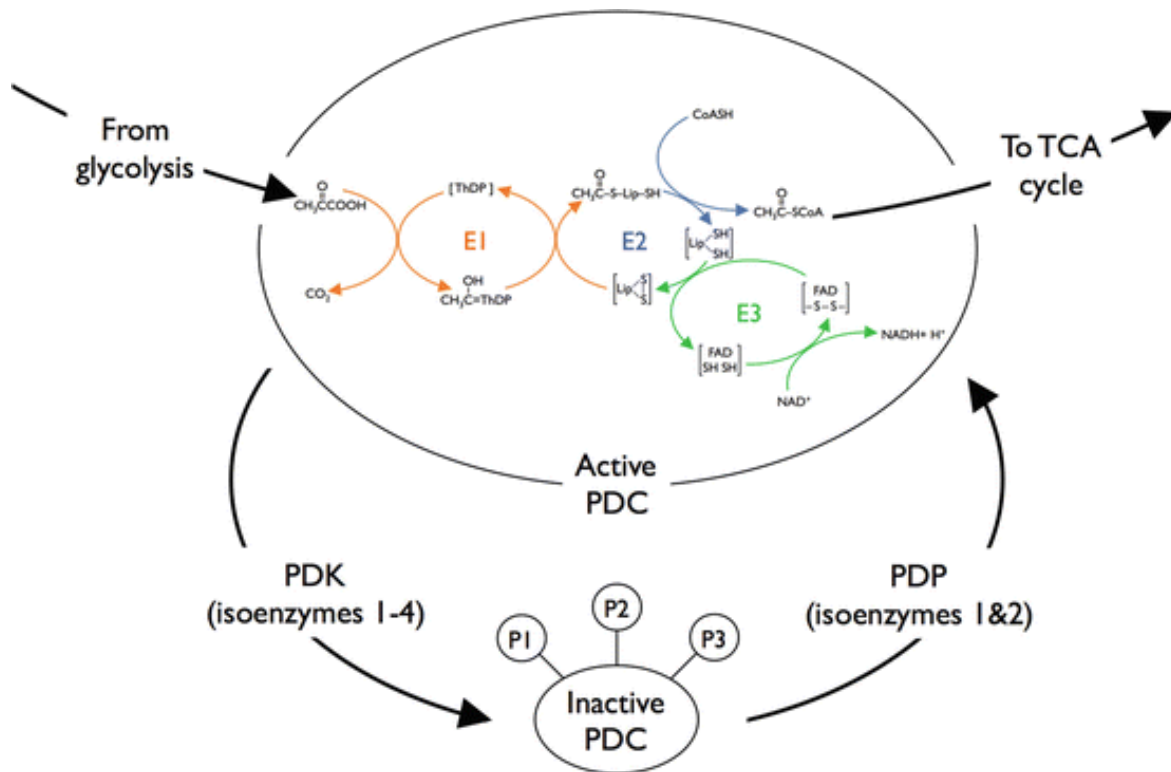 From
glycolysis
CoASH
To TCA
cycle
O
CH₃CCOOH
[ThDP]
O
CH₃C-S-Lip-SH
O
CH₃C-SCoA
E1
E2
[Lip SH
SH]
CO₂
OH
CH₃C=ThDP
[Lip S
S]
E3
[FAD
-S-S-]
NADH+ H⁺
[FAD
SH SH]
NAD⁺
Active
PDC
PDK
(isoenzymes 1-4)
PDP
(isoenzymes 1&2)
P1
P2
P3
Inactive
PDC